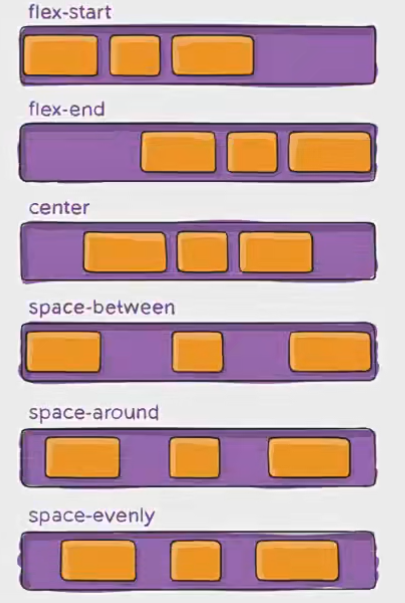 flex-start
flex-end
center
space-between
space-around
space-evenly